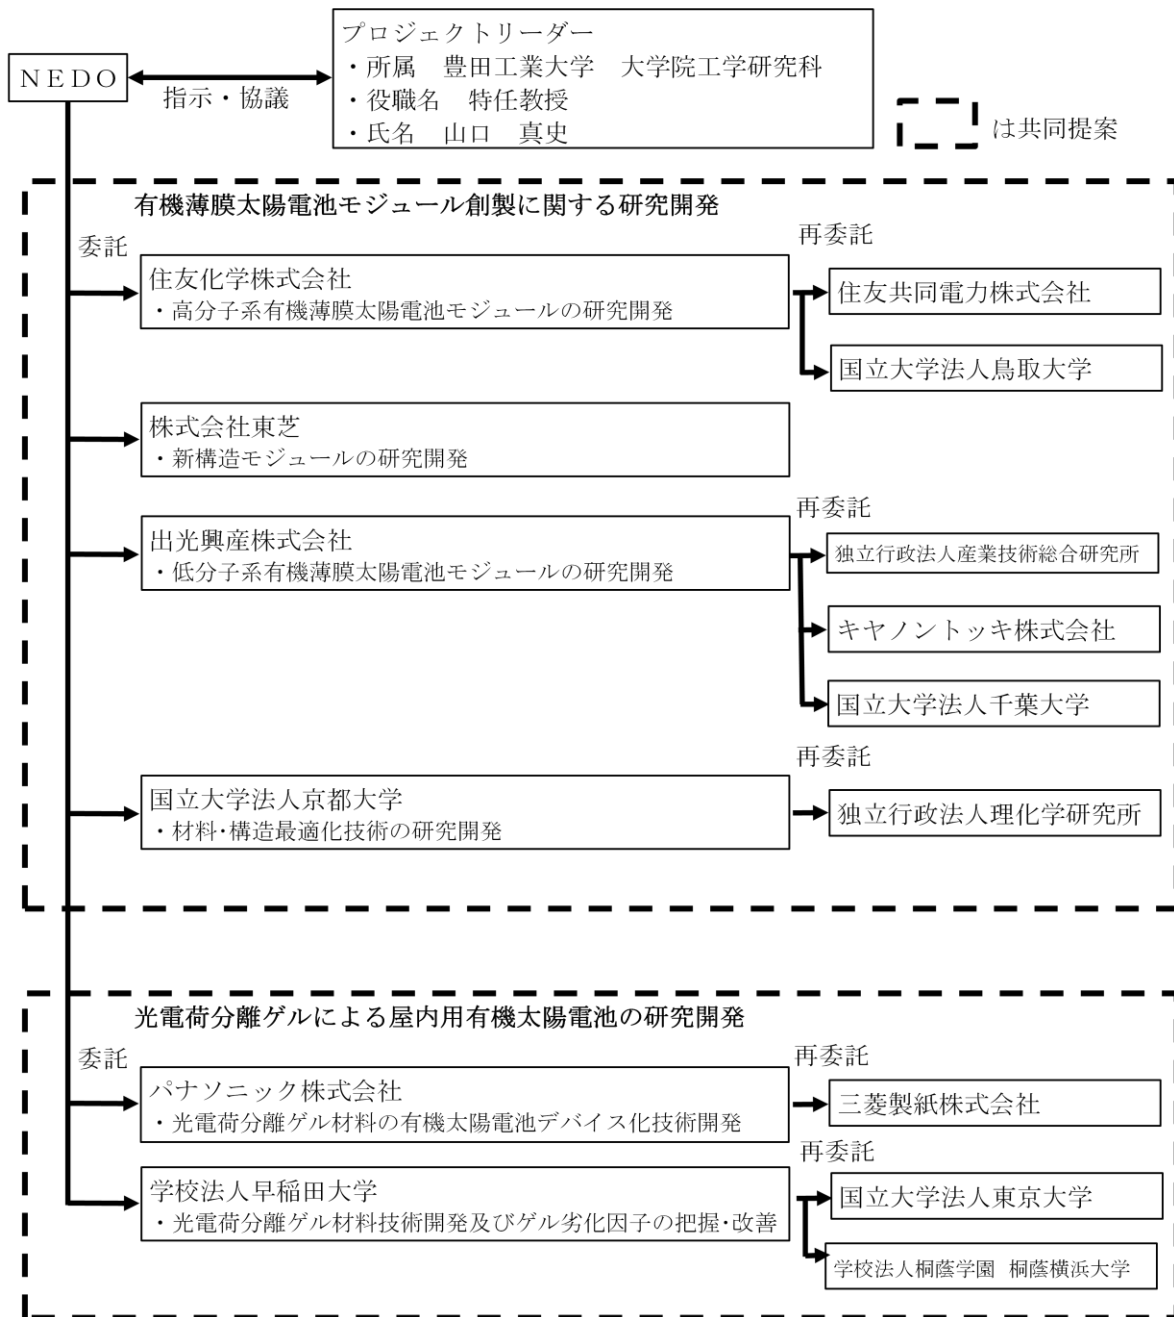 NEDO
指示・協議
プロジェクトリーダー
・所属　豊田工業大学　大学院工学研究科
・役職名　特任教授
・氏名　山口　真史
は共同提案
有機薄膜太陽電池モジュール創製に関する研究開発
委託
再委託
住友化学株式会社
・高分子系有機薄膜太陽電池モジュールの研究開発
住友共同電力株式会社
国立大学法人鳥取大学
株式会社東芝
・新構造モジュールの研究開発
再委託
出光興産株式会社
・低分子系有機薄膜太陽電池モジュールの研究開発
独立行政法人産業技術総合研究所
キヤノントッキ株式会社
国立大学法人千葉大学
再委託
国立大学法人京都大学
・材料・構造最適化技術の研究開発
独立行政法人理化学研究所
光電荷分離ゲルによる屋内用有機太陽電池の研究開発
委託
再委託
パナソニック株式会社
・光電荷分離ゲル材料の有機太陽電池デバイス化技術開発
三菱製紙株式会社
再委託
学校法人早稲田大学
・光電荷分離ゲル材料技術開発及びゲル劣化因子の把握・改善
国立大学法人東京大学
学校法人桐蔭学園　桐蔭横浜大学